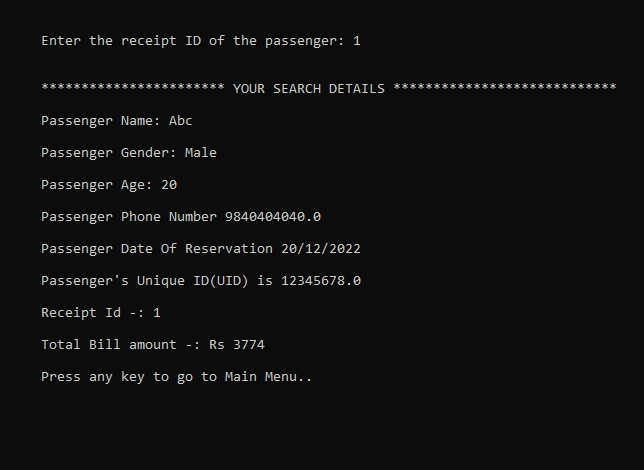 Enter the receipt ID of the passenger: 1
*********************** YOUR SEARCH DETAILS ****************************
Passenger Name: Abc
Passenger Gender: Male
Passenger Age: 20
Passenger Phone Number 9840404040.0
Passenger Date Of Reservation 20/12/2022
Passenger's Unique ID(UID) is 12345678.0
Receipt Id -: 1
Total Bill amount -: Rs 3774
Press any key to go to Main Menu..